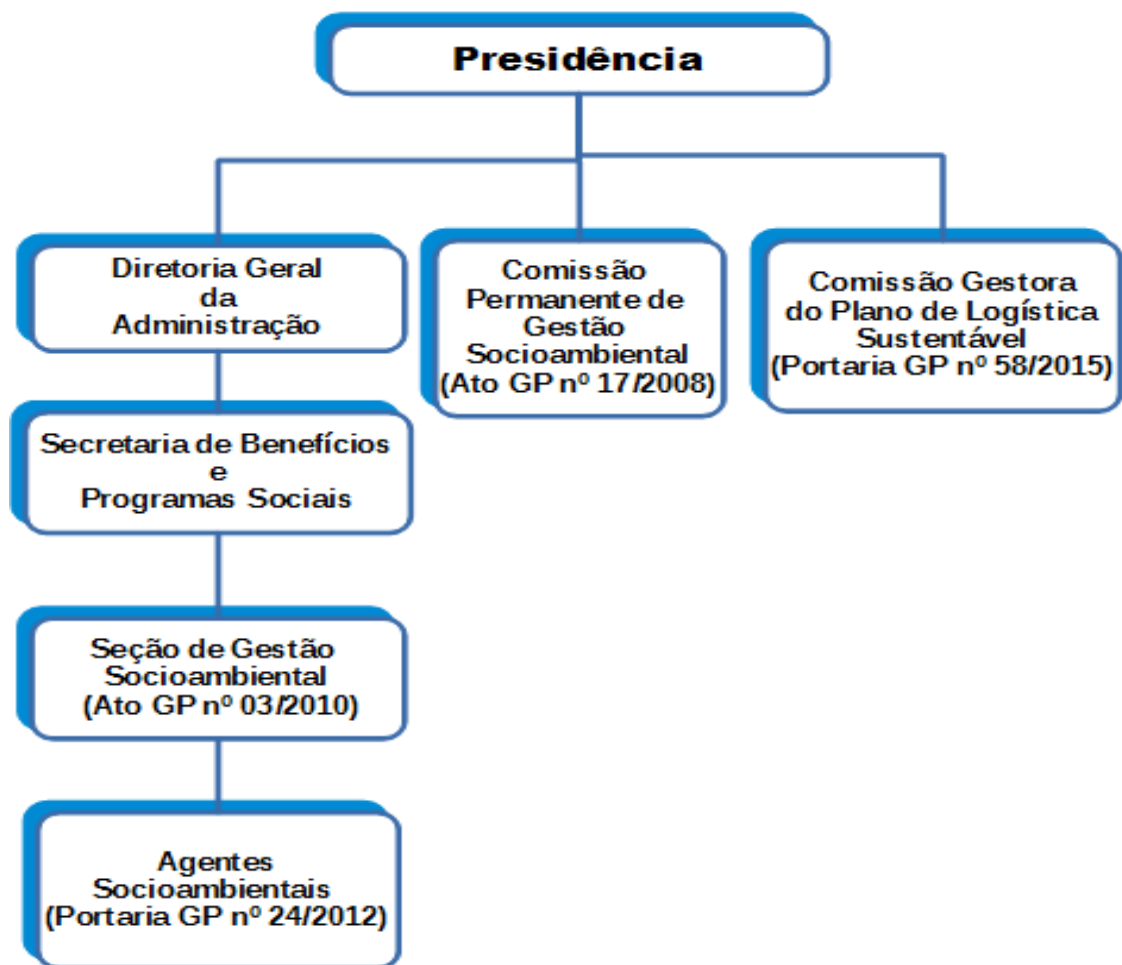 Presidência
Diretoria Geral
da
Administração
Comissão
Permanente de
Gestão
Socioambiental
(Ato GP nº 17/2008)
Comissão Gestora
do Plano de Logística
Sustentável
(Portaria GP nº 58/2015)
Secretaria de Benefícios
e
Programas Sociais
Seção de Gestão
Socioambiental
(Ato GP nº 03/2010)
Agentes
Socioambientais
(Portaria GP nº 24/2012)